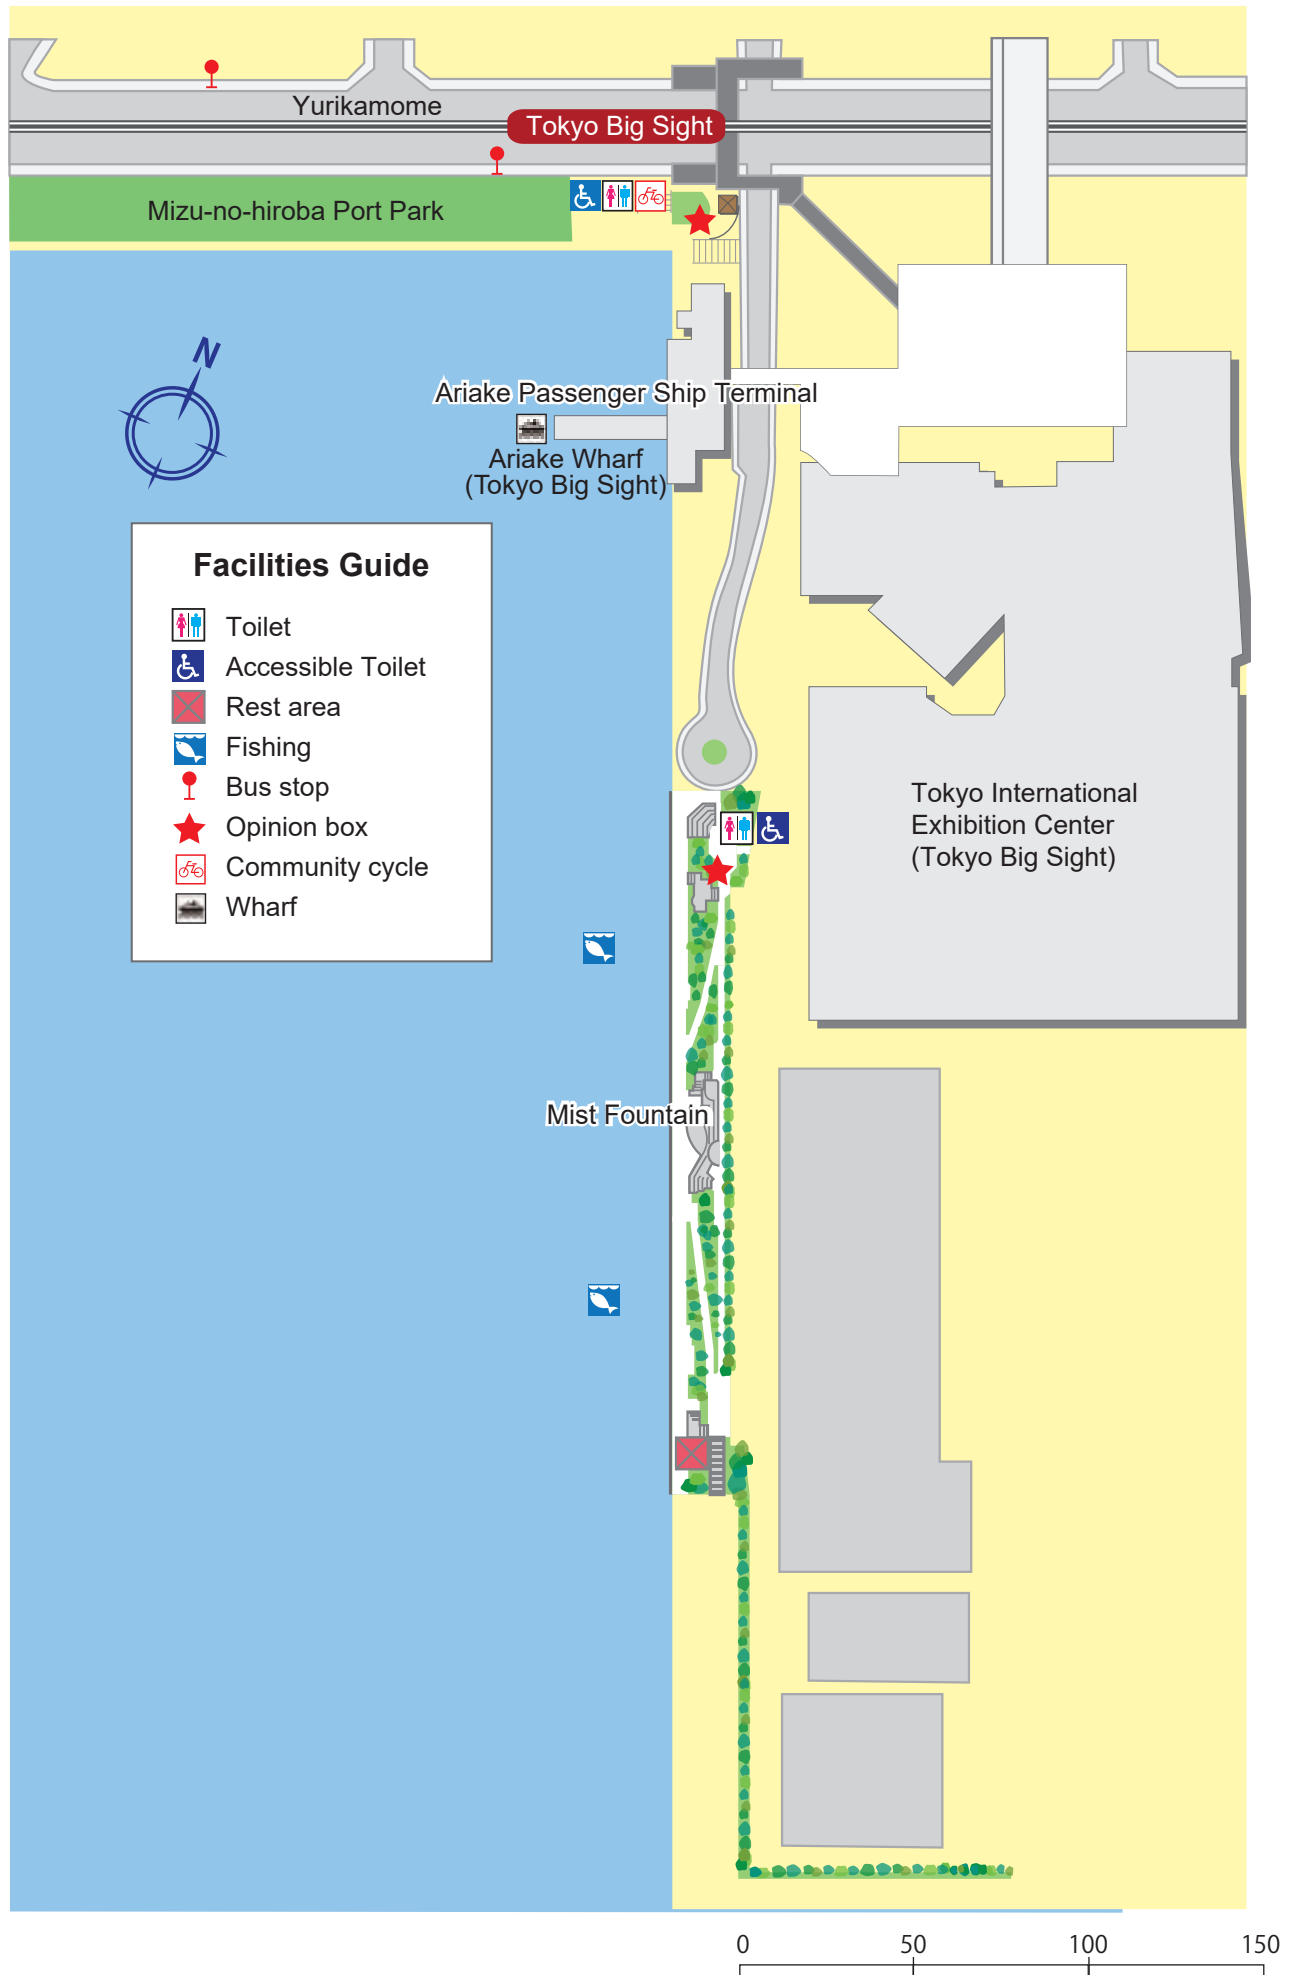 Yurikamome
Tokyo Big Sight
Mizu-no-hiroba Port Park
N
Ariake Passenger Ship Terminal
Ariake Wharf
(Tokyo Big Sight)
Facilities Guide
Toilet
Accessible Toilet
Rest area
Fishing
Bus stop
Opinion box
Community cycle
Wharf
Tokyo International
Exhibition Center
(Tokyo Big Sight)
Mist Fountain
0 50 100 150